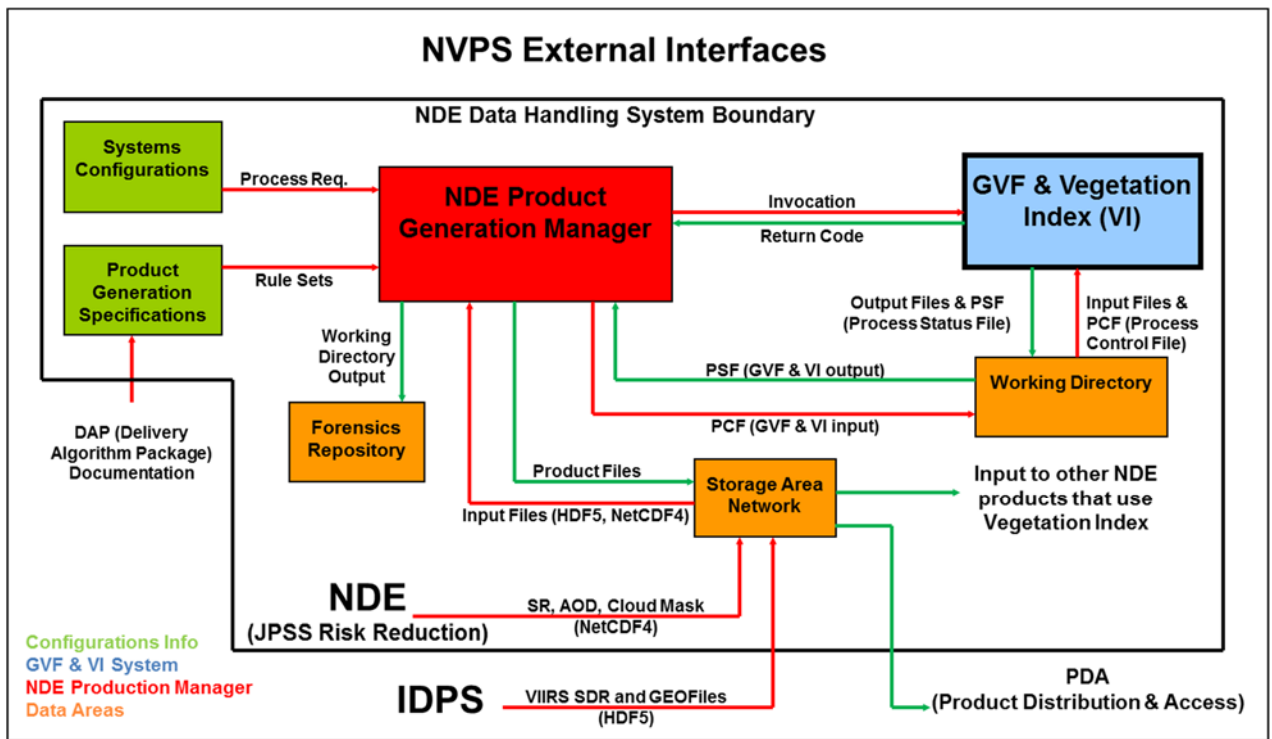 NVPS External Interfaces
NDE Data Handling System Boundary
Systems
Configurations
Process Req.
NDE Product
Generation Manager
Invocation
Return Code
GVF & Vegetation
Index (VI)
Product
Generation
Specifications
Rule Sets
Working
Directory
Output
Output Files & PSF
(Process Status File)
Input Files &
PCF (Process
Control File)
PSF (GVF & VI output)
Working Directory
PCF (GVF & VI input)
Forensics
Repository
DAP (Delivery
Algorithm Package)
Documentation
Product Files
Input Files (HDF5, NetCDF4)
Storage Area
Network
Input to other NDE
products that use
Vegetation Index
NDE
(JPSS Risk Reduction)
SR, AOD, Cloud Mask
(NetCDF4)
Configurations Info
GVF & VI System
NDE Production Manager
Data Areas
IDPS
VIIRS SDR and GEOFiles
(HDF5)
PDA
(Product Distribution & Access)